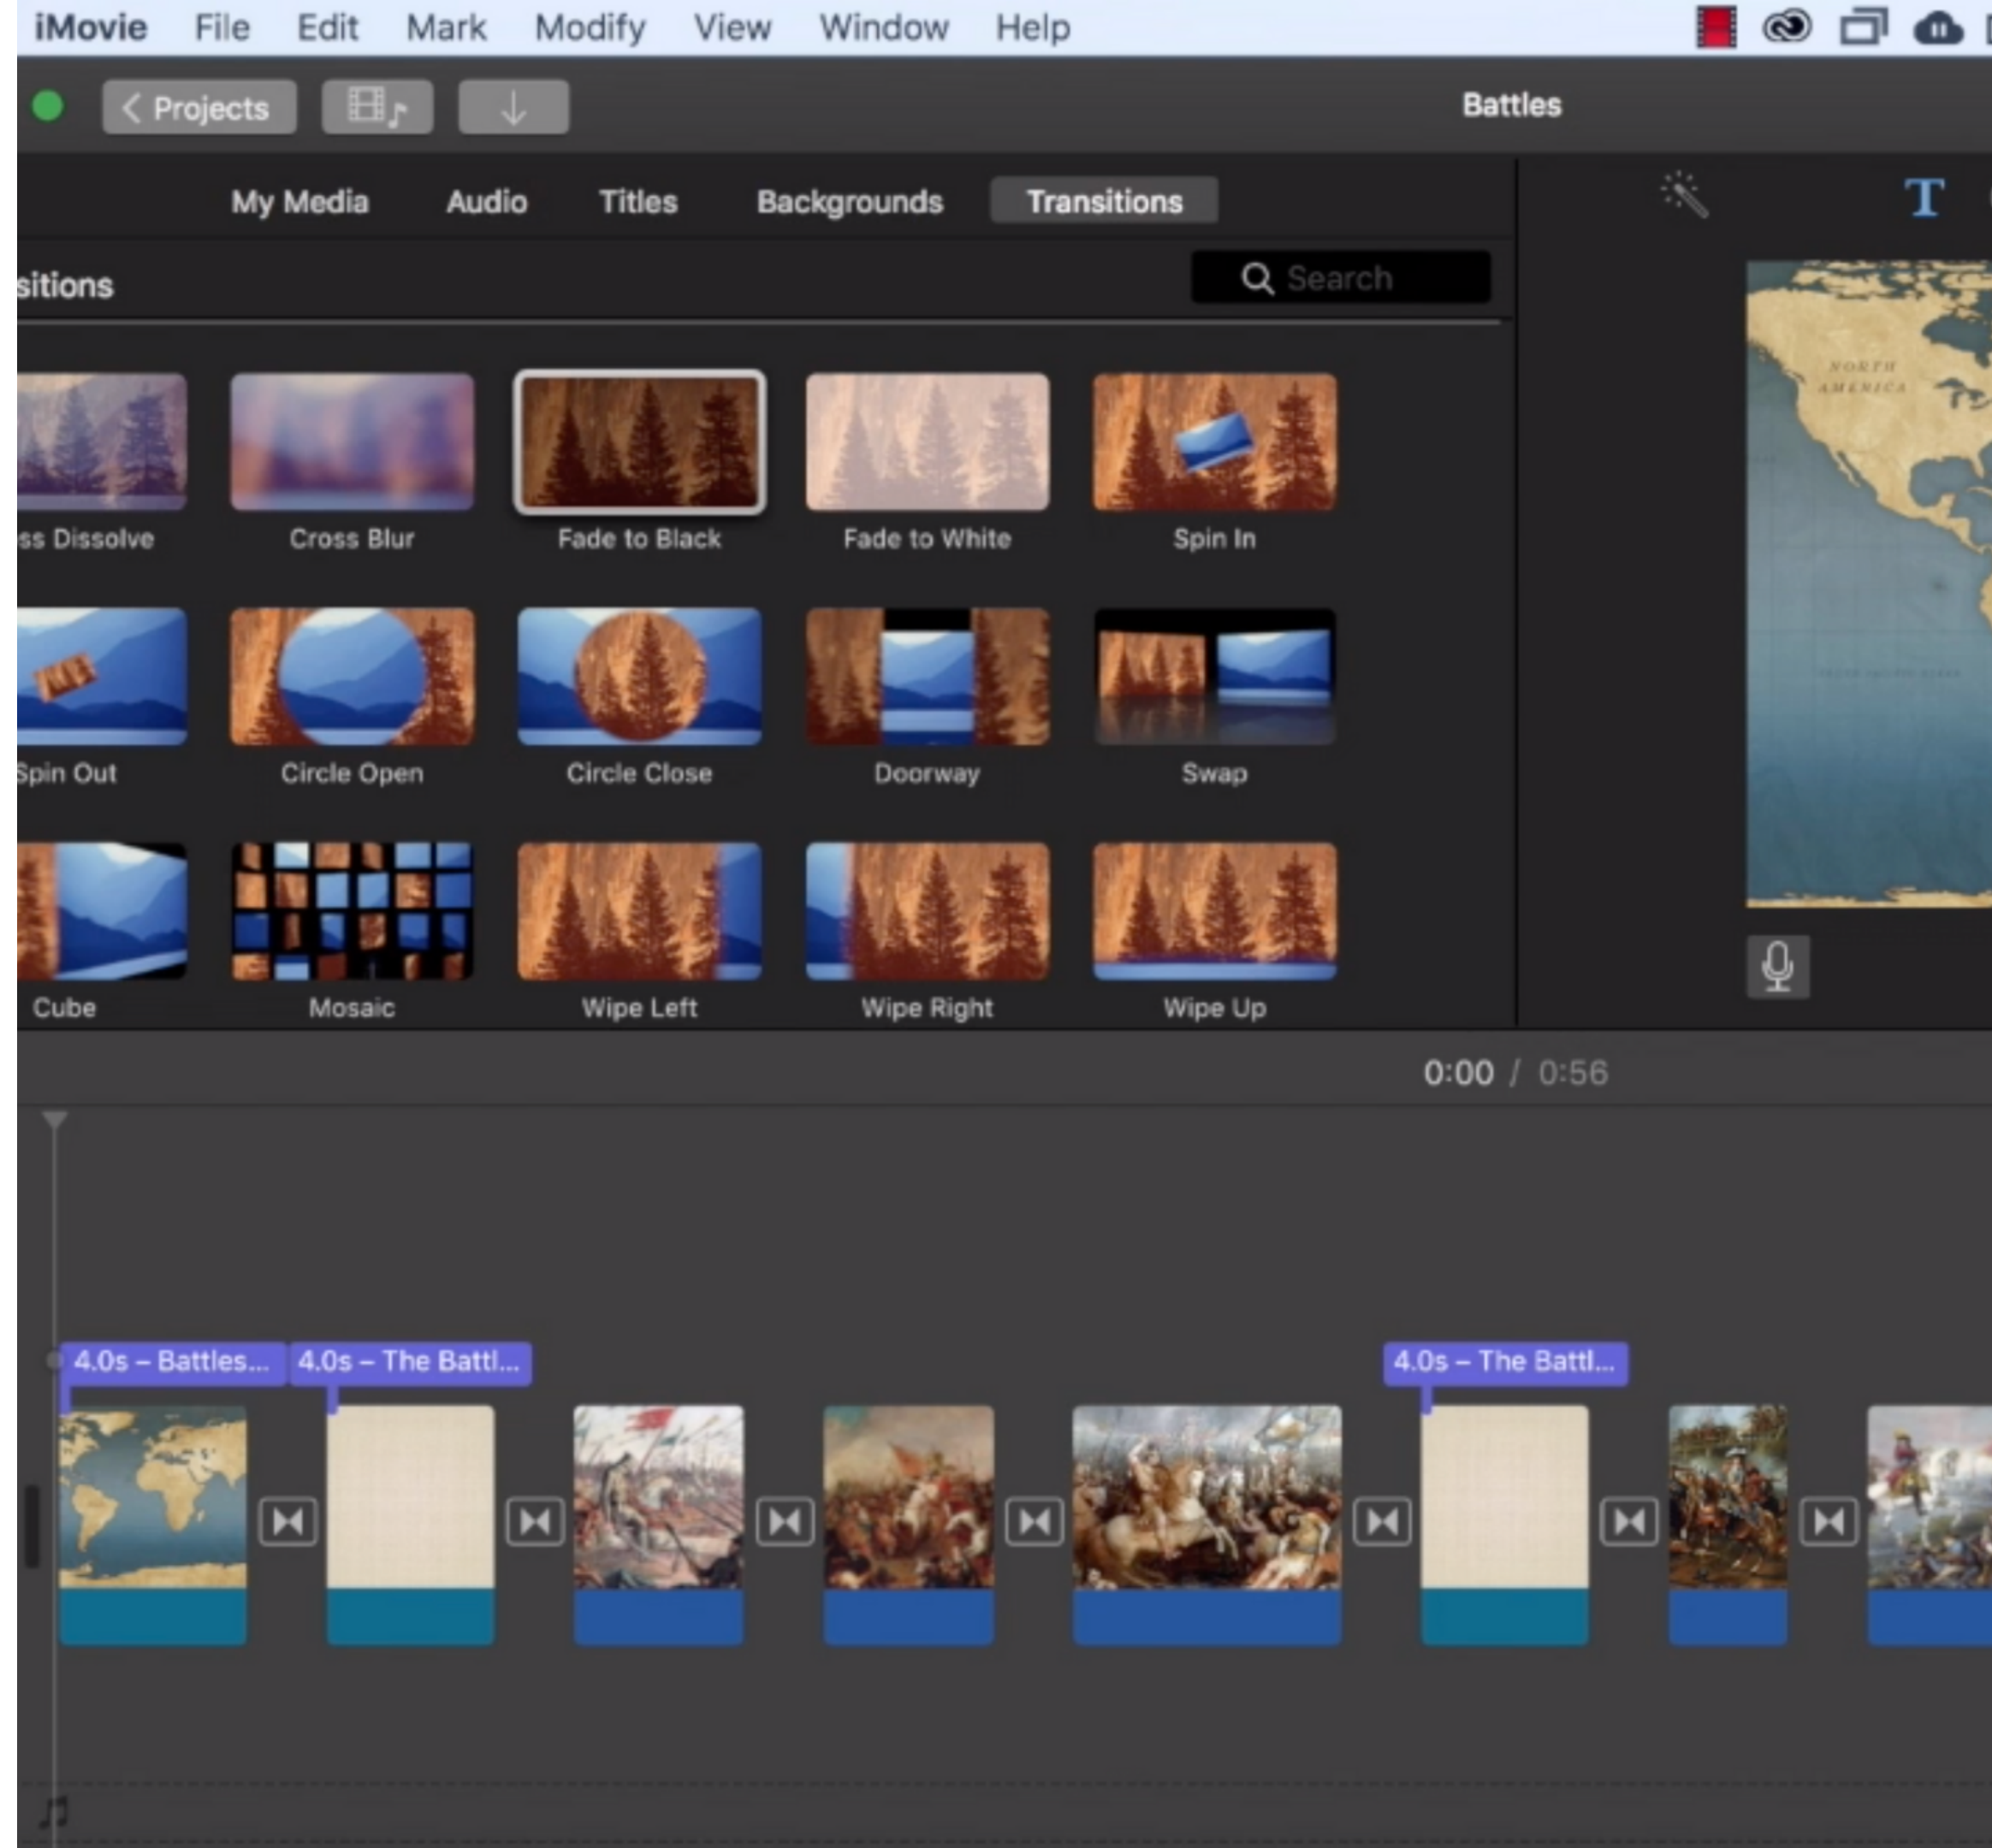 iMovie File Edit Mark Modify View Window Help
Projects
Battles
My Media Audio Titles Backgrounds Transitions
T
sitions
Search
NORTH
AMERICA
ss Dissolve Cross Blur Fade to Black Fade to White Spin In
Spin Out Circle Open Circle Close Doorway Swap
Cube Mosaic Wipe Left Wipe Right Wipe Up
0:00 / 0:56
4.0s – Battles... 4.0s – The Battl... 4.0s – The Battl...